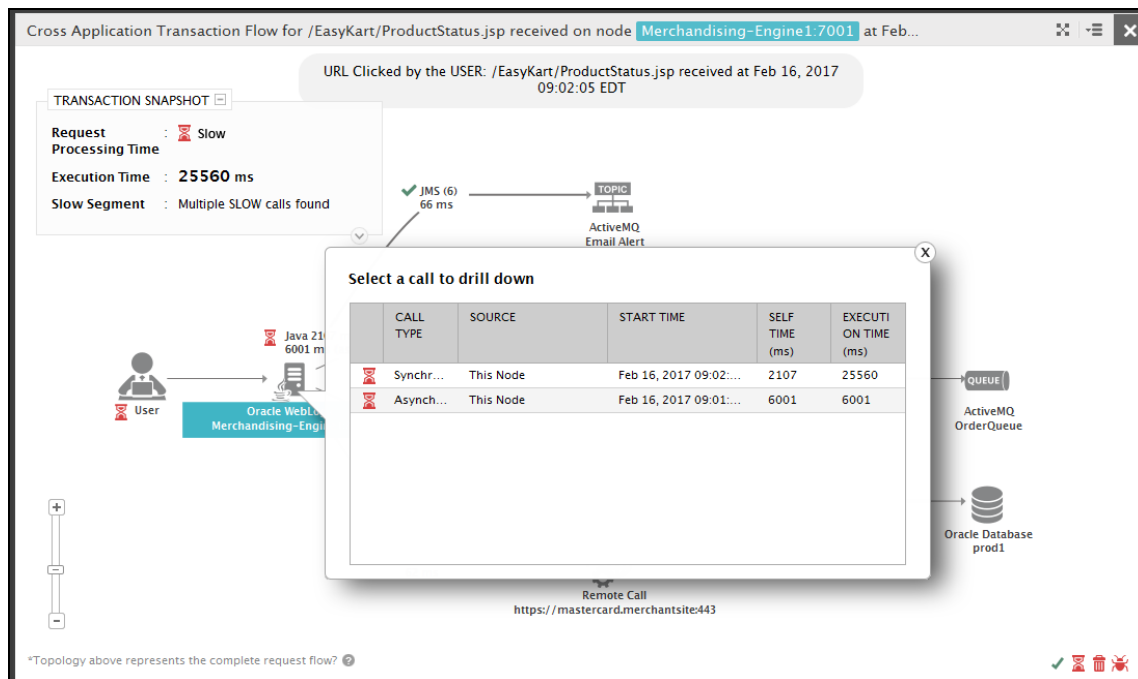 Cross Application Transaction Flow for /EasyKart/ProductStatus.jsp received on node Merchandising-Engine1:7001 at Feb...
URL Clicked by the USER: /EasyKart/ProductStatus.jsp received at Feb 16, 2017
09:02:05 EDT
TRANSACTION SNAPSHOT
Request : Slow
Processing Time
Execution Time : 25560 ms
Slow Segment : Multiple SLOW calls found
JMS (6)
66 ms
TOPIC
ActiveMQ
Email Alert
X
Select a call to drill down
CALL SOURCE START TIME SELF EXECUTI
TYPE TIME ON TIME
(ms) (ms)
Synchr... This Node Feb 16, 2017 09:02:... 2107 25560
Asynch... This Node Feb 16, 2017 09:01:... 6001 6001
Java
6001
User
Oracle
QUEUE
ActiveMQ
OrderQueue
Oracle Database
prod1
Remote Call
https://mastercard.merchantsite:443
*Topology above represents the complete request flow?